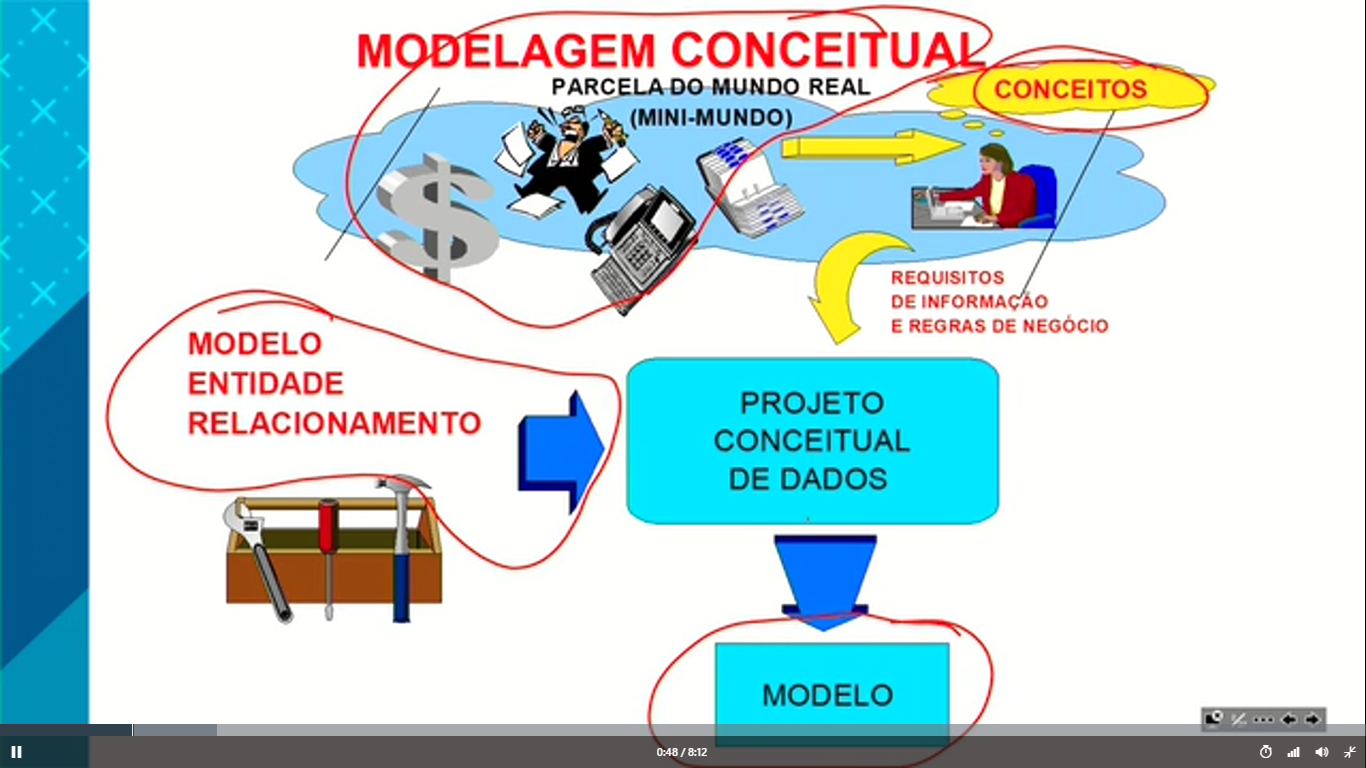 MODELAGEM CONCEITUAL
PARCELA DO MUNDO REAL
(MINI-MUNDO)
CONCEITOS
REQUISITOS
DE INFORMAÇÃO
E REGRAS DE NEGÓCIO
MODELO
ENTIDADE
RELACIONAMENTO
PROJETO
CONCEITUAL
DE DADOS
MODELO
0:48 / 8:12